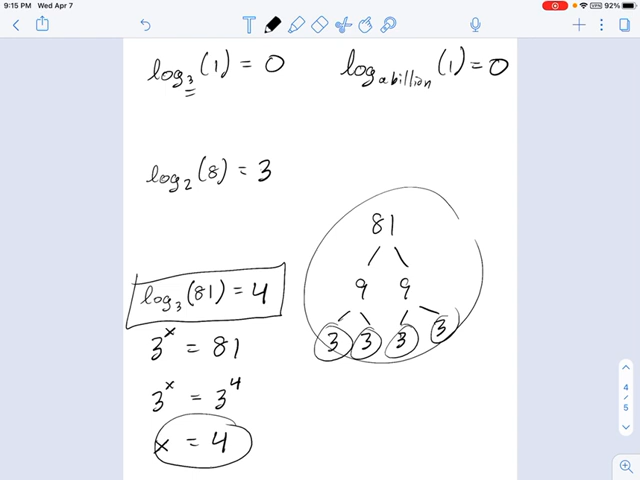 9:15 PM Wed Apr 7
92%
T
log₃(1) = 0
log a billion (1) = 0
log₂(8) = 3
81
9 9
3 3 3 3
log₃(81) = 4
3ˣ = 81
3ˣ = 3⁴
x = 4
4
/
5